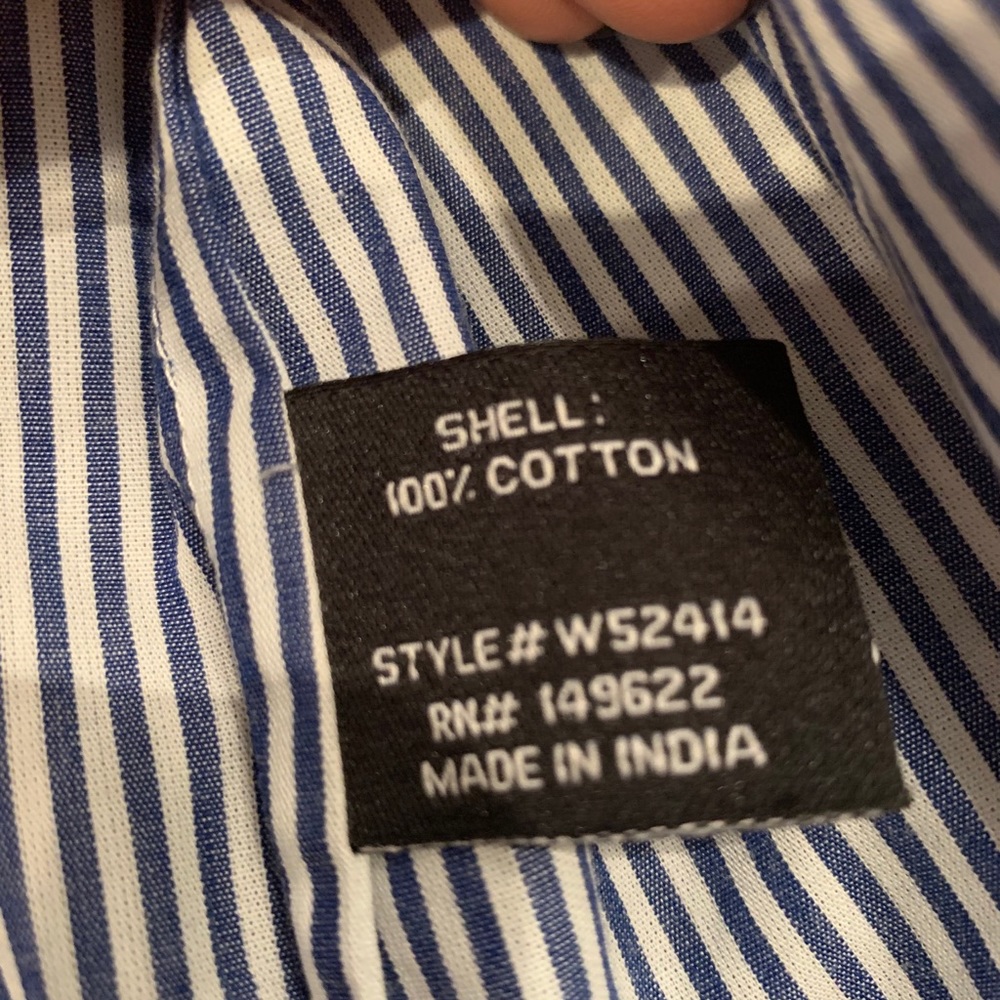 SHELL:
100% COTTON
STYLE# W52414
RN# 149622
MADE IN INDIA